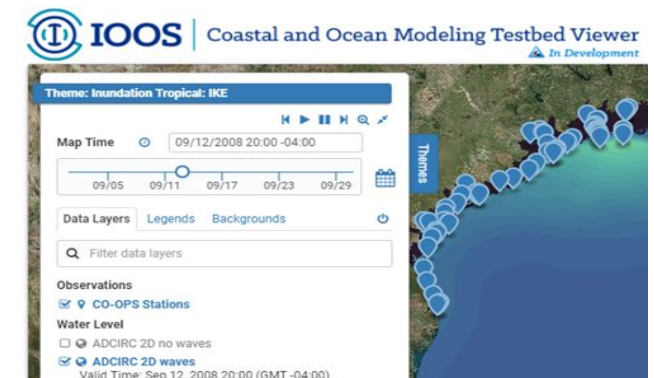 IOOS
Coastal and Ocean Modeling Testbed Viewer
In Development
Theme: Inundation Tropical: IKE
Map Time 09/12/2008 20:00 -04:00
09/05 09/11 09/17 09/23 09/29
Themes
Data Layers Legends Backgrounds
Filter data layers
Observations
CO-OPS Stations
Water Level
ADCIRC 2D no waves
ADCIRC 2D waves
Valid Time: Sep 12, 2008 20:00 (GMT -04:00)